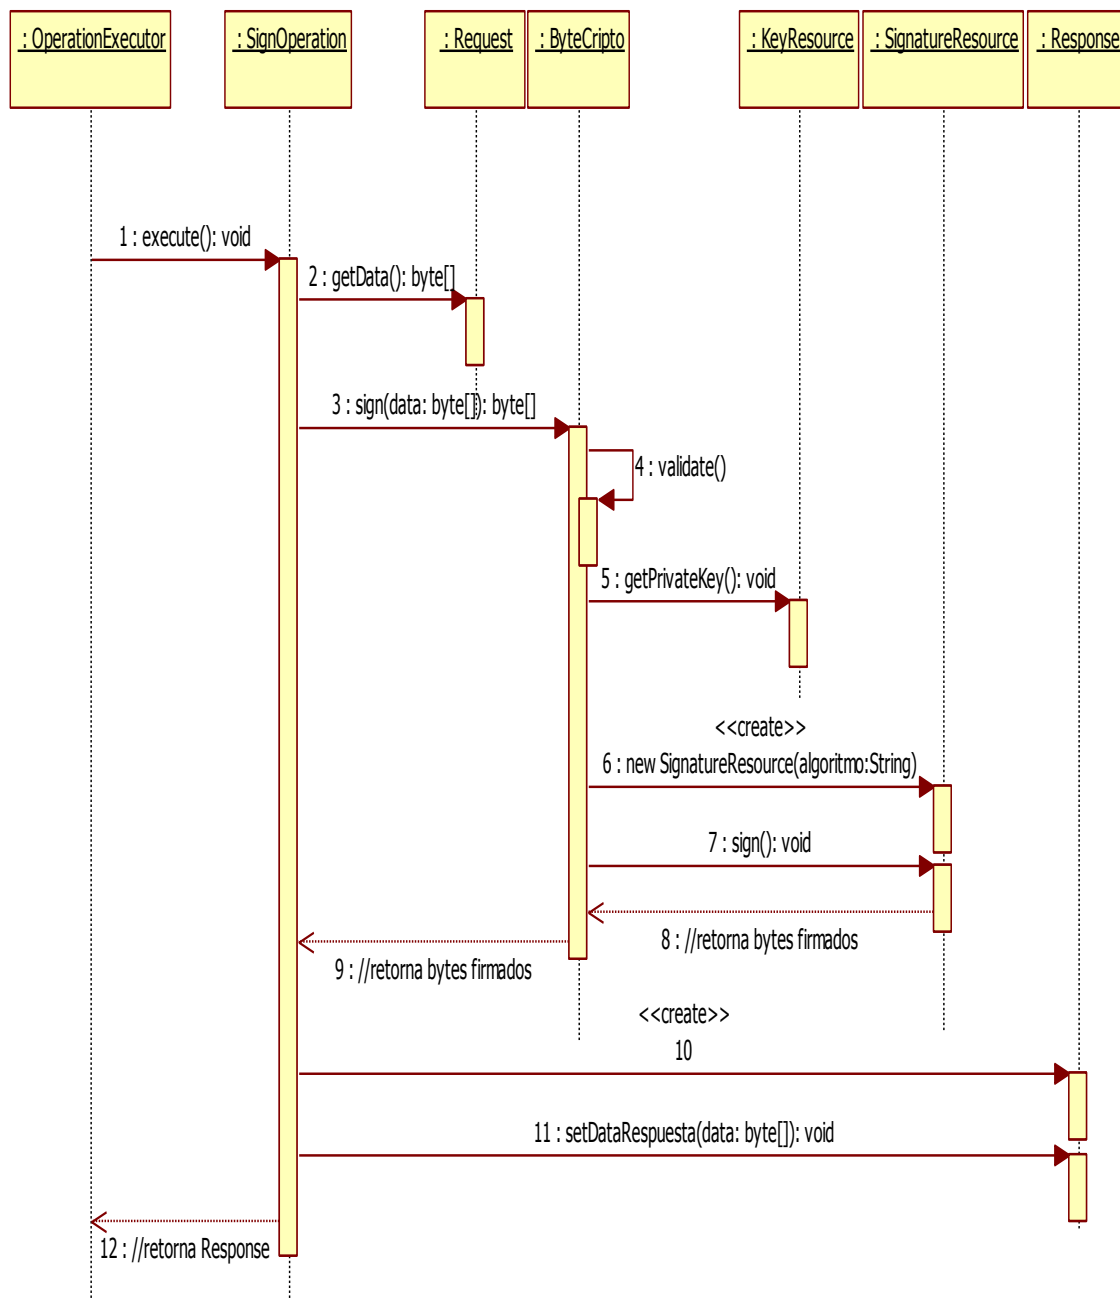 : OperationExecutor
: SignOperation
: Request
: ByteCripto
: KeyResource
: SignatureResource
: Response
1 : execute(): void
2 : getData(): byte[]
3 : sign(data: byte[]): byte[]
4 : validate()
5 : getPrivateKey(): void
<<create>>
6 : new SignatureResource(algoritmo:String)
7 : sign(): void
8 : //retorna bytes firmados
9 : //retorna bytes firmados
<<create>>
10
11 : setDataRespuesta(data: byte[]): void
12 : //retorna Response